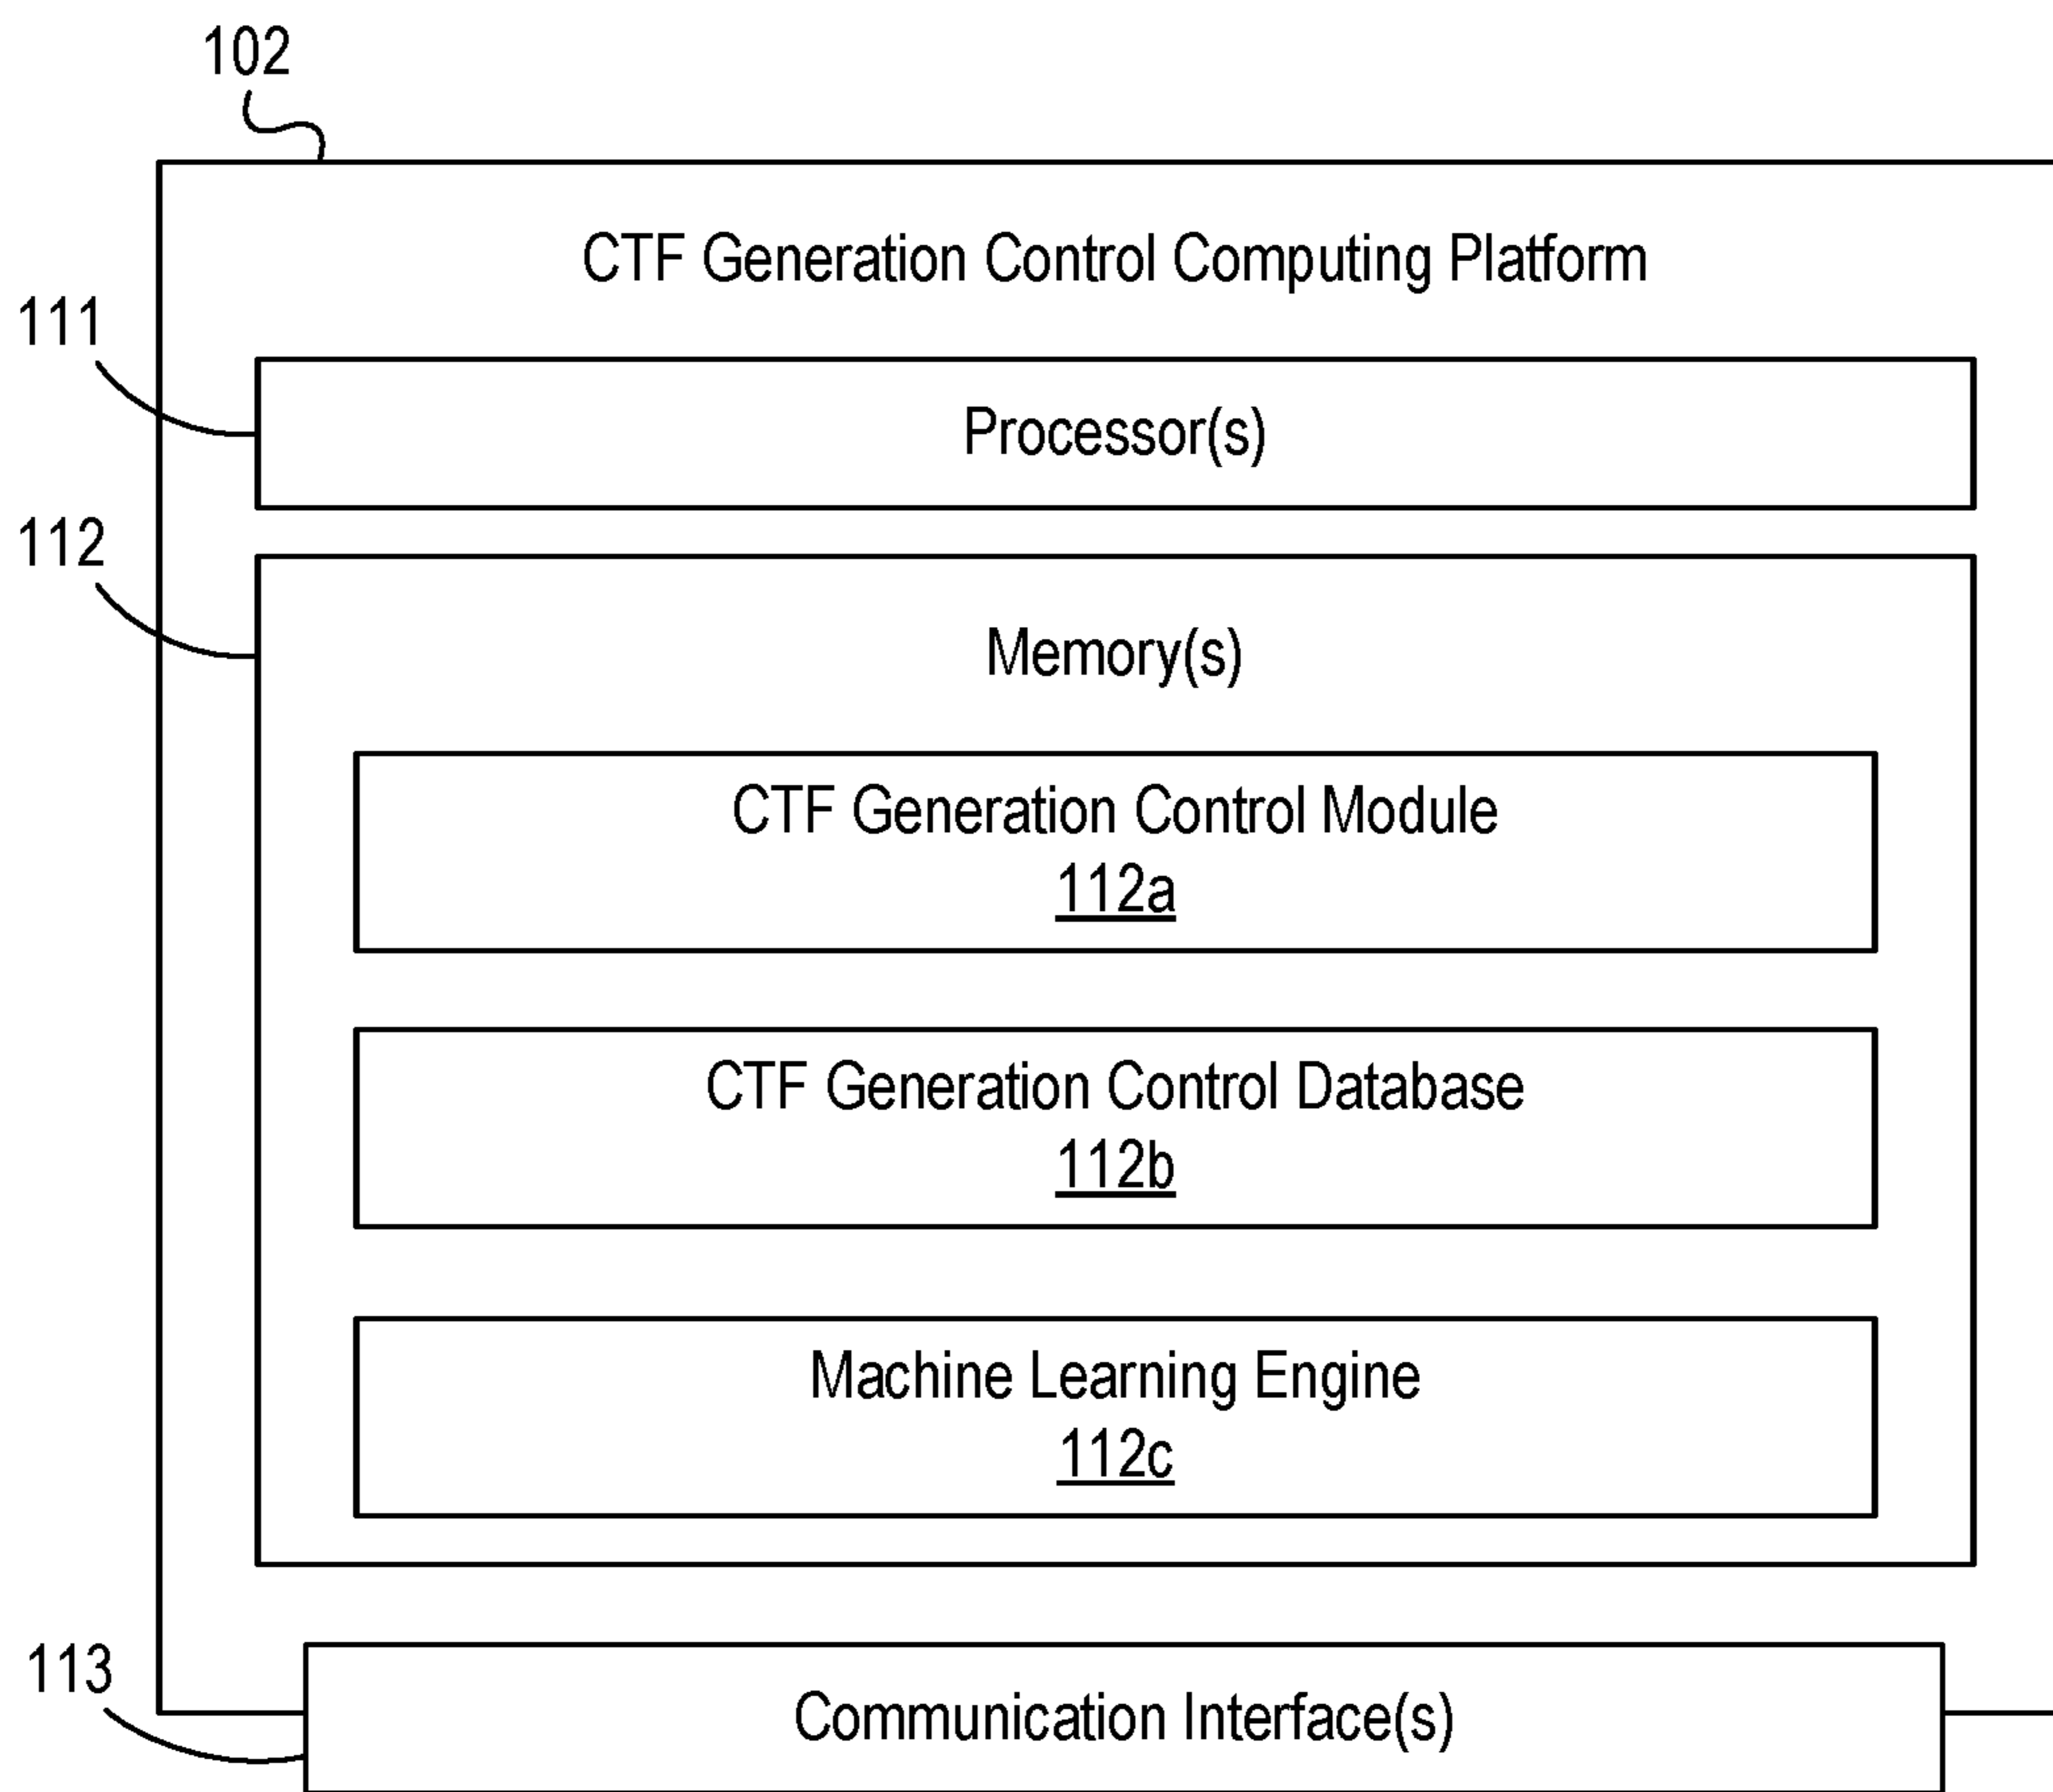 102
CTF Generation Control Computing Platform
111
Processor(s)
112
Memory(s)
CTF Generation Control Module
112a
CTF Generation Control Database
112b
Machine Learning Engine
112c
113
Communication Interface(s)